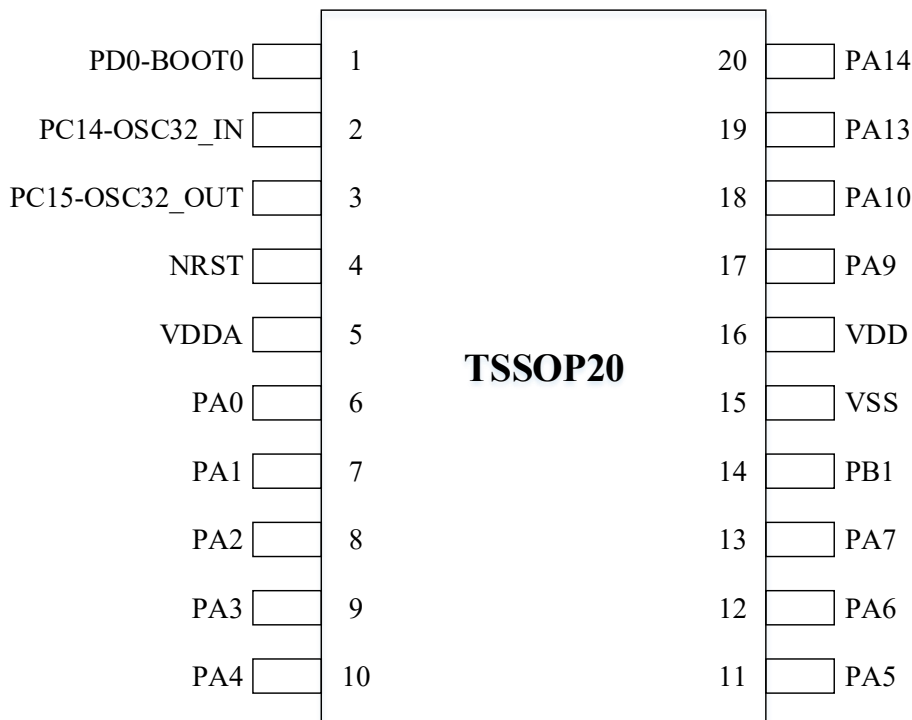 PD0-BOOT0 1 20 PA14
PC14-OSC32_IN 2 19 PA13
PC15-OSC32_OUT 3 18 PA10
NRST 4 17 PA9
VDDA 5 16 VDD
TSSOP20
PA0 6 15 VSS
PA1 7 14 PB1
PA2 8 13 PA7
PA3 9 12 PA6
PA4 10 11 PA5